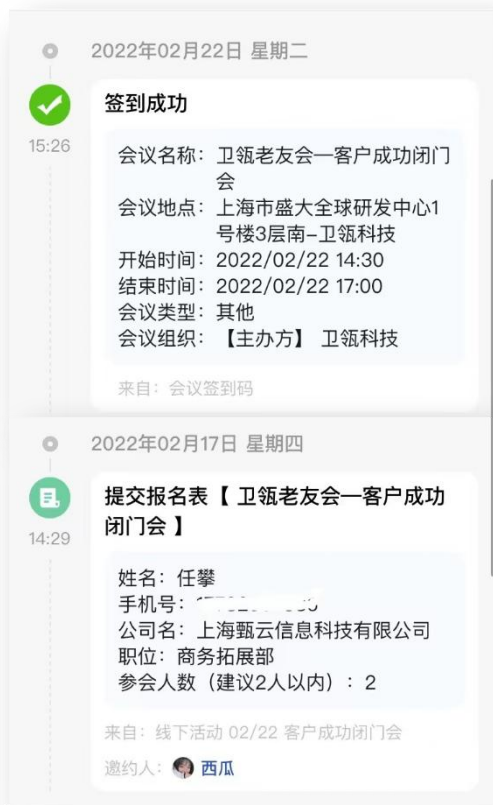 2022年02月22日 星期二
签到成功
15:26
会议名称：卫瓴老友会—客户成功闭门
会
会议地点：上海市盛大全球研发中心1
号楼3层南-卫瓴科技
开始时间：2022/02/22 14:30
结束时间：2022/02/22 17:00
会议类型：其他
会议组织：【主办方】 卫瓴科技
来自：会议签到码
2022年02月17日 星期四
提交报名表【 卫瓴老友会—客户成功
闭门会 】
14:29
姓名：任攀
手机号：
公司名：上海甄云信息科技有限公司
职位：商务拓展部
参会人数（建议2人以内）：2
来自：线下活动 02/22 客户成功闭门会
邀约人： 西瓜